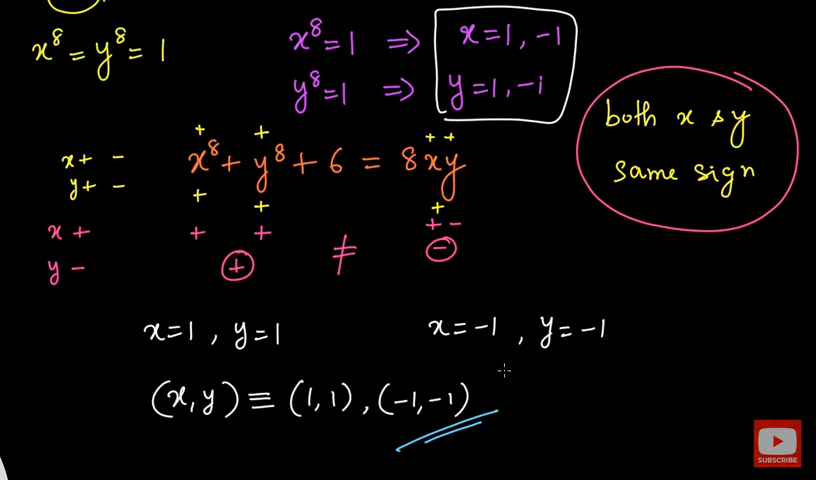 x⁸ = y⁸ = 1
x⁸ = 1 => x = 1, -1
y⁸ = 1 => y = 1, -1
both x & y
same sign
+ + + +
x + - x⁸ + y⁸ + 6 = 8xy
y + - + + +
x + + + + -
y - + ≠ -
x = 1, y = 1 x = -1, y = -1
(x, y) ≡ (1, 1), (-1, -1)
SUBSCRIBE